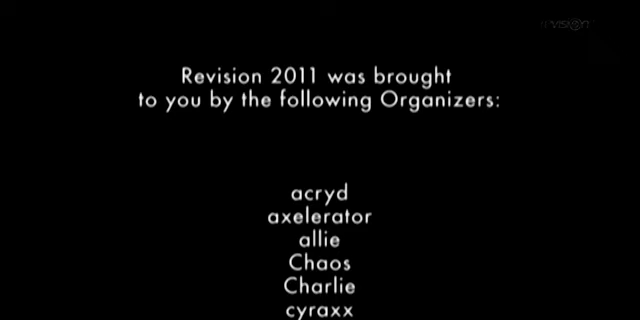 Revision 2011 was brought
to you by the following Organizers:
acryd
axelerator
allie
Chaos
Charlie
cyraxx